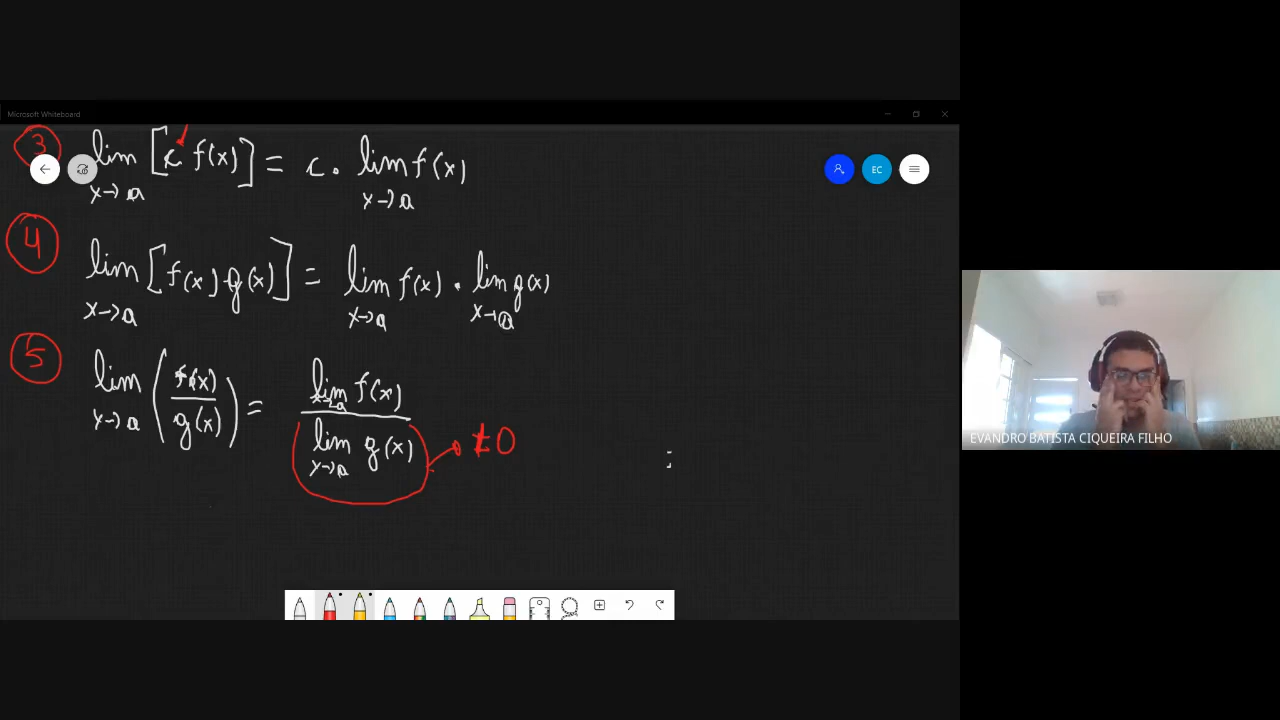 Microsoft Whiteboard
3 lim x→a [c f(x)] = c. lim x→a f(x)
EC
4 lim x→a [f(x) g(x)] = lim x→a f(x) . lim x→a g(x)
5 lim x→a (f(x)/g(x)) = lim x→a f(x) / lim x→a g(x) ≠ 0
EVANDRO BATISTA CIQUEIRA FILHO